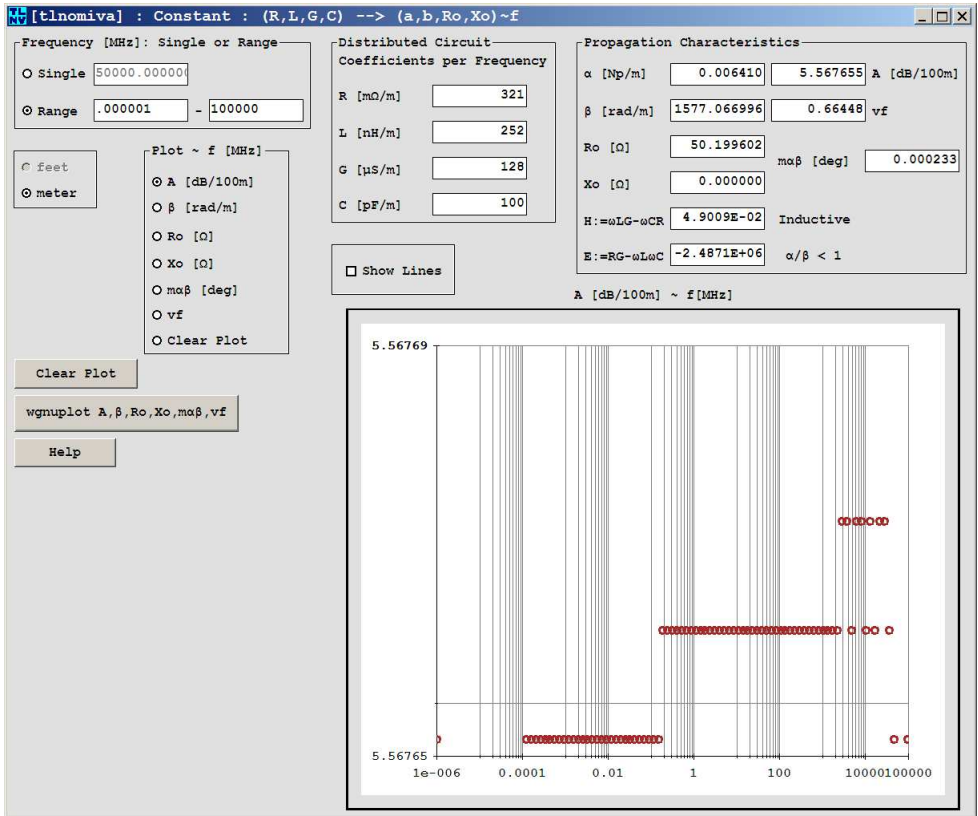 [tlnomiva] : Constant : (R,L,G,C) --> (a,b,Ro,Xo)~f
Frequency [MHz]: Single or Range
Single 50000.000000
Range .000001 - 100000
feet
meter
Plot ~ f [MHz]
A [dB/100m]
β [rad/m]
Ro [Ω]
Xo [Ω]
mαβ [deg]
vf
Clear Plot
Clear Plot
wgnuplot A,β,Ro,Xo,mαβ,vf
Help
Distributed Circuit
Coefficients per Frequency
R [mΩ/m] 321
L [nH/m] 252
G [µS/m] 128
C [pF/m] 100
Show Lines
Propagation Characteristics
α [Np/m] 0.006410 5.567655 A [dB/100m]
β [rad/m] 1577.066996 0.66448 vf
Ro [Ω] 50.199602
mαβ [deg] 0.000233
Xo [Ω] 0.000000
H:=ωLG-ωCR 4.9009E-02 Inductive
E:=RG-ωLωC -2.4871E+06 α/β < 1
A [dB/100m] ~ f[MHz]
5.56769
5.56765
1e-006 0.0001 0.01 1 100 10000 100000